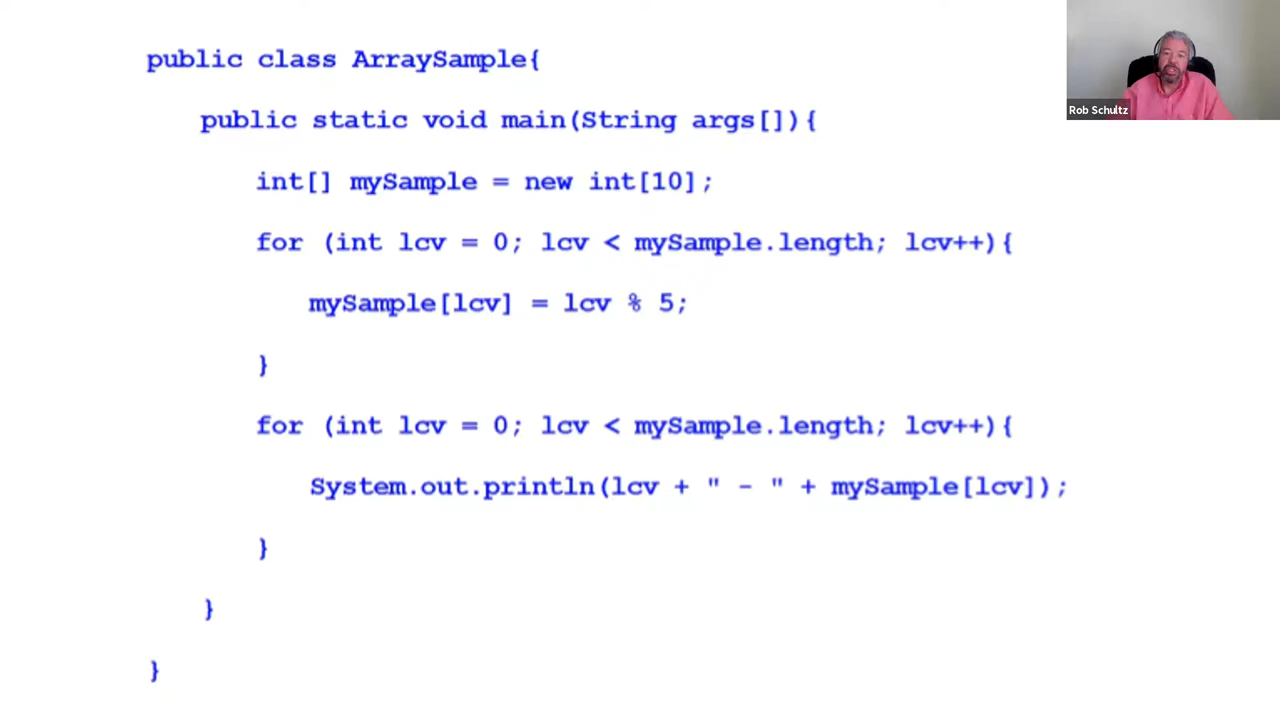 public class ArraySample{
public static void main(String args[]){
int[] mySample = new int[10];
for (int lcv = 0; lcv < mySample.length; lcv++){
mySample[lcv] = lcv % 5;
}
for (int lcv = 0; lcv < mySample.length; lcv++){
System.out.println(lcv + " - " + mySample[lcv]);
}
}
}
Rob Schultz